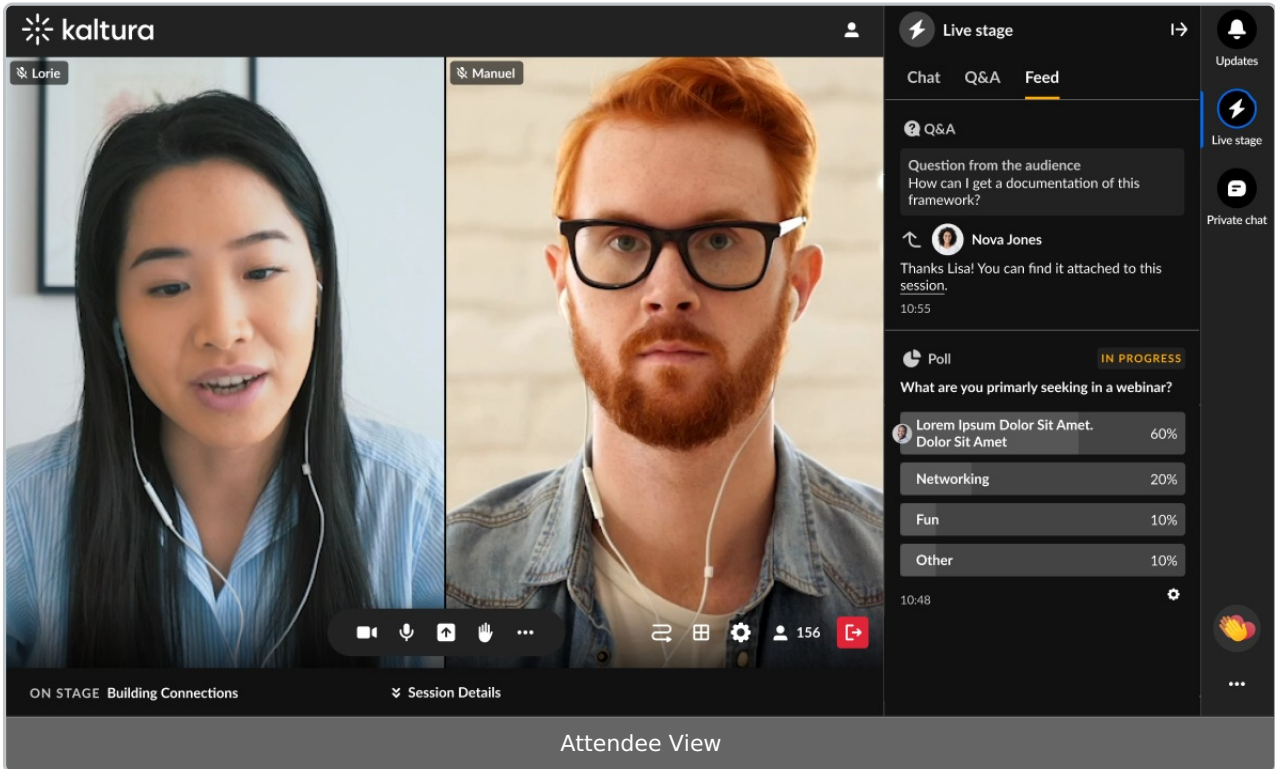 kaltura
Lorie
Manuel
ON STAGE Building Connections
Session Details
156
Live stage
Chat Q&A Feed
Q&A
Question from the audience
How can I get a documentation of this
framework?
Nova Jones
Thanks Lisa! You can find it attached to this
session.
10:55
Poll IN PROGRESS
What are you primarly seeking in a webinar?
Lorem Ipsum Dolor Sit Amet.
Dolor Sit Amet 60%
Networking 20%
Fun 10%
Other 10%
10:48
Updates
Live stage
Private chat
Attendee View